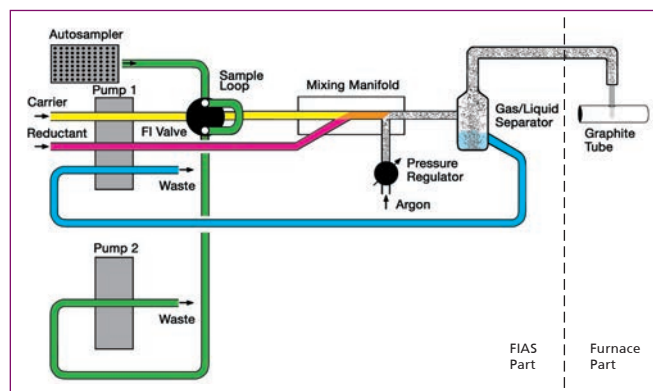 Autosampler
Pump 1
Sample
Loop
Mixing Manifold
Carrier
FI Valve
Gas/Liquid
Separator
Graphite
Tube
Reductant
Waste
Pressure
Regulator
Argon
Pump 2
Waste
FIAS
Part
Furnace
Part